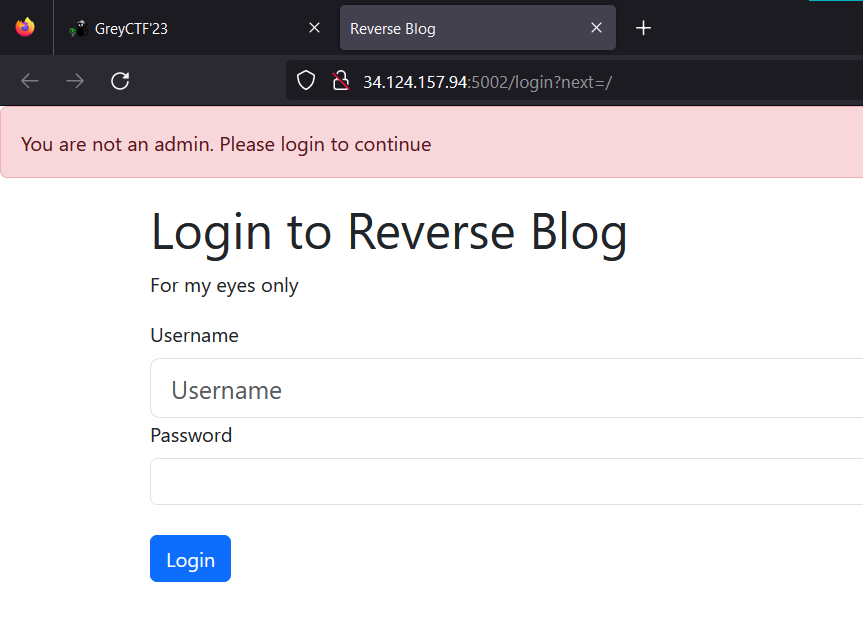 GreyCTF'23
Reverse Blog
34.124.157.94:5002/login?next=/
You are not an admin. Please login to continue
Login to Reverse Blog
For my eyes only
Username
Username
Password
Login